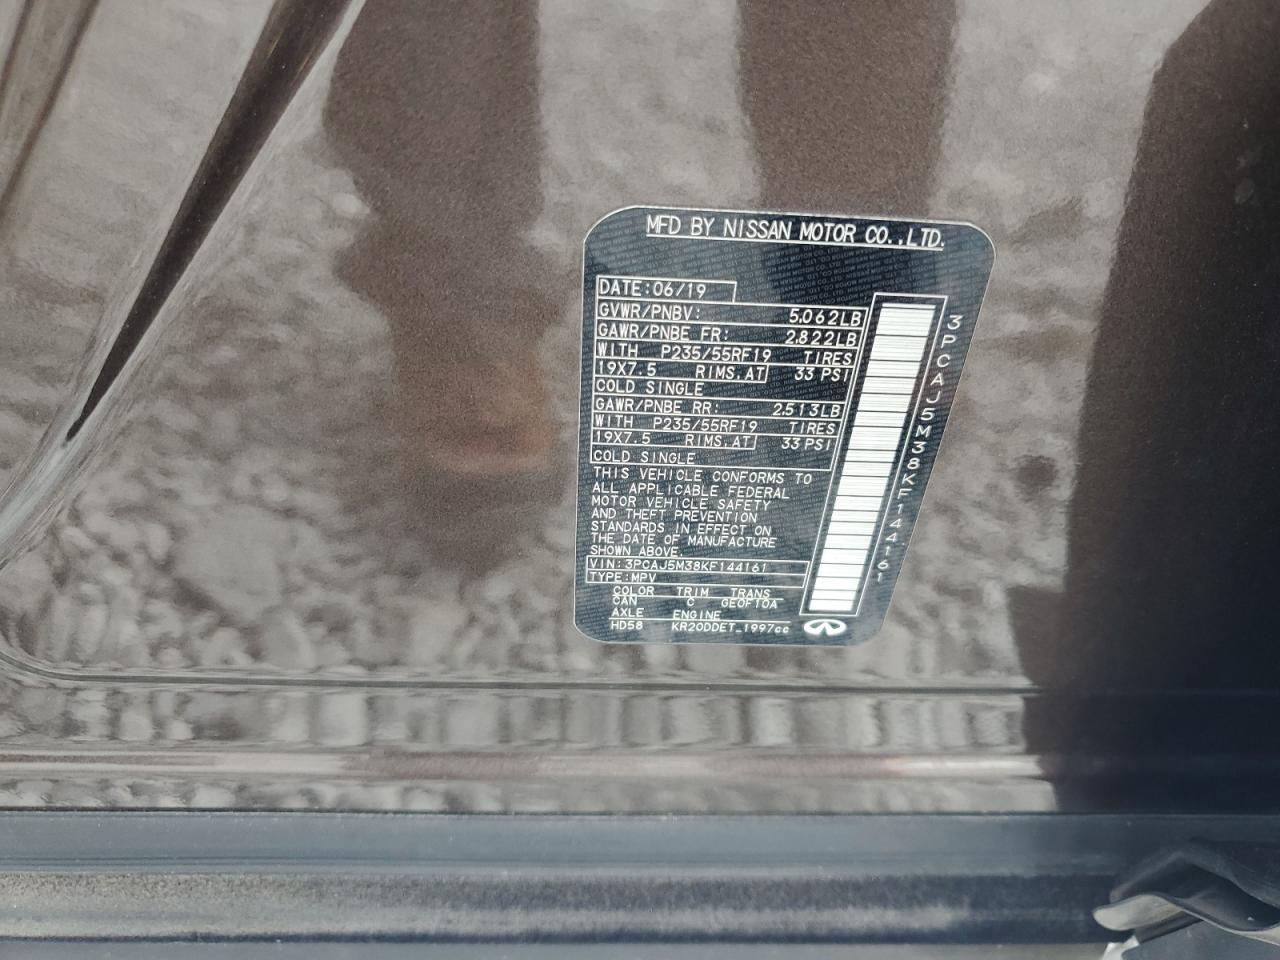 MFD BY NISSAN MOTOR CO.,LTD.
DATE:06/19
GVWR/PNBV: 5.062LB
GAWR/PNBE FR: 2.822LB
WITH P235/55RF19 TIRES
19X7.5 RIMS.AT 33 PSI
COLD SINGLE
GAWR/PNBE RR: 2.513LB
WITH P235/55RF19 TIRES
19X7.5 RIMS.AT 33 PSI
COLD SINGLE
THIS VEHICLE CONFORMS TO
ALL APPLICABLE FEDERAL
MOTOR VEHICLE SAFETY
AND THEFT PREVENTION
STANDARDS IN EFFECT ON
THE DATE OF MANUFACTURE
SHOWN ABOVE.
VIN:3PCAJ5M38KF144161
TYPE:MPV
COLOR TRIM TRANS
CAN C GE0F10A
AXLE ENGINE
HD58 KR20DDET_1997cc
3PCAJ5M38KF144161